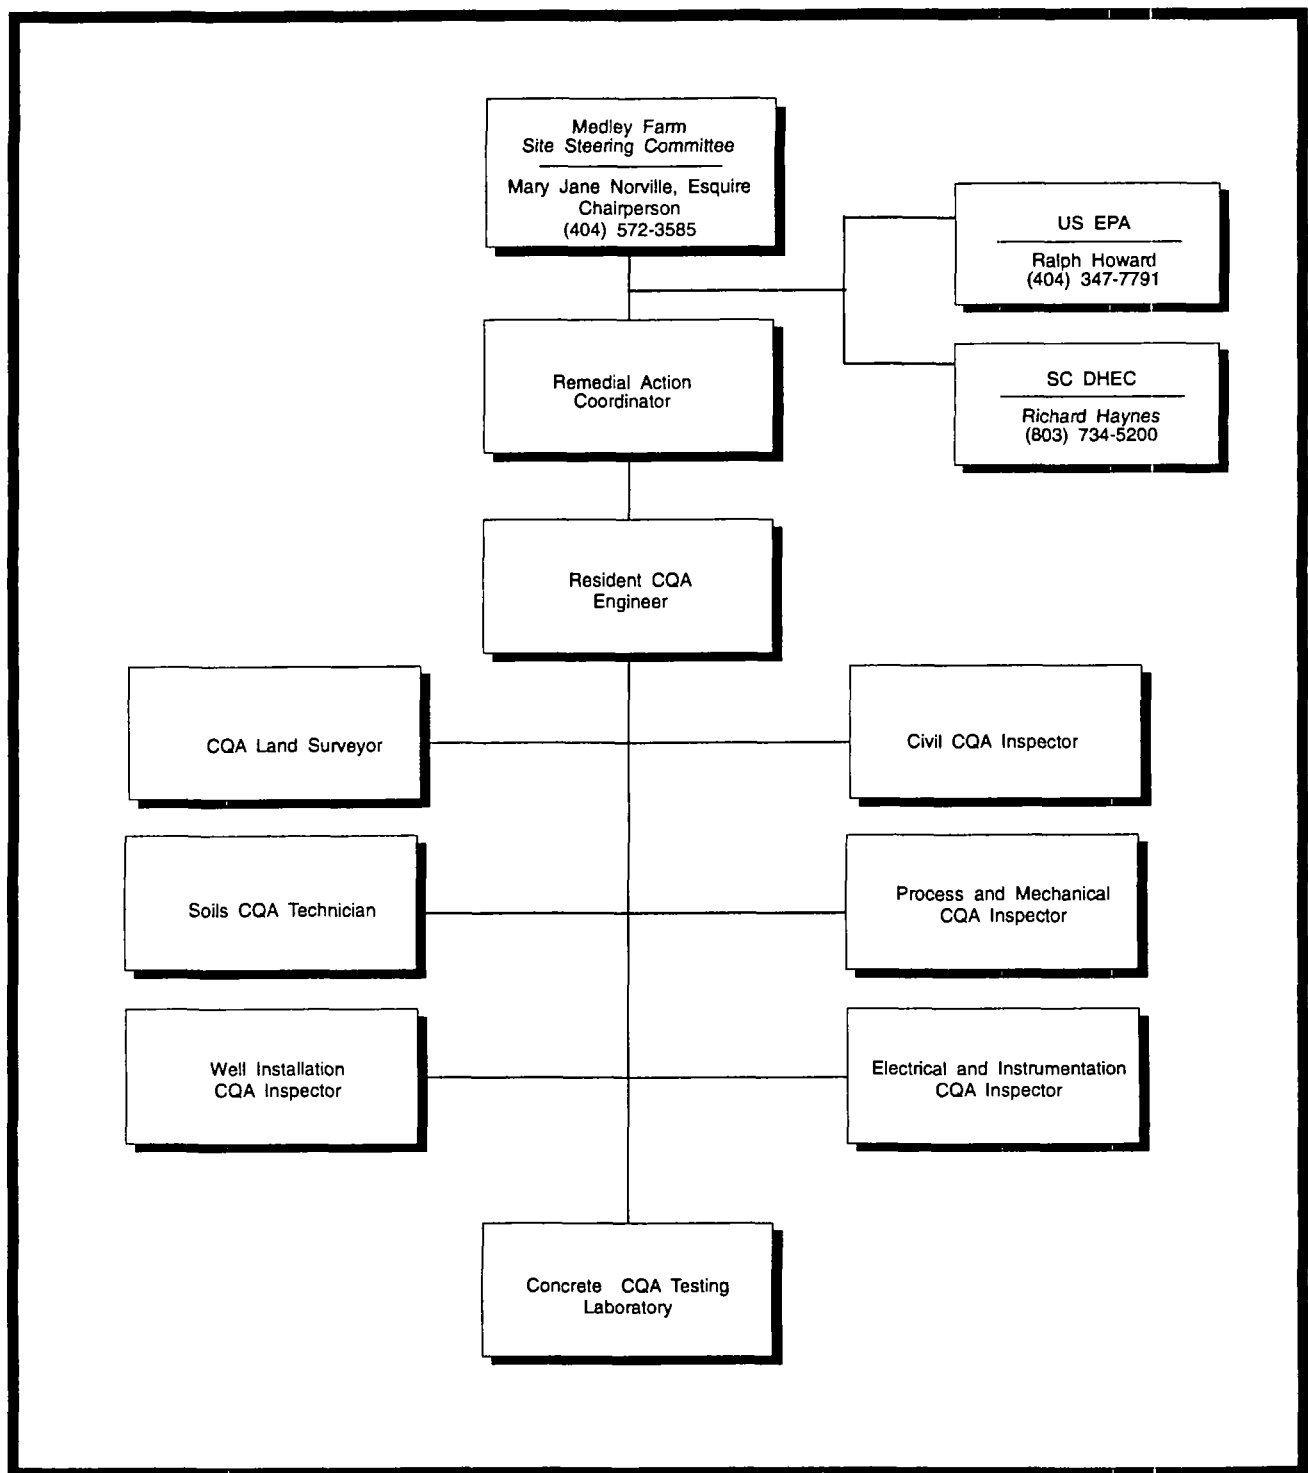 Medley Farm
Site Steering Committee
Mary Jane Norville, Esquire
Chairperson
(404) 572-3585
US EPA
Ralph Howard
(404) 347-7791
Remedial Action
Coordinator
SC DHEC
Richard Haynes
(803) 734-5200
Resident CQA
Engineer
CQA Land Surveyor
Civil CQA Inspector
Soils CQA Technician
Process and Mechanical
CQA Inspector
Well Installation
CQA Inspector
Electrical and Instrumentation
CQA Inspector
Concrete CQA Testing
Laboratory